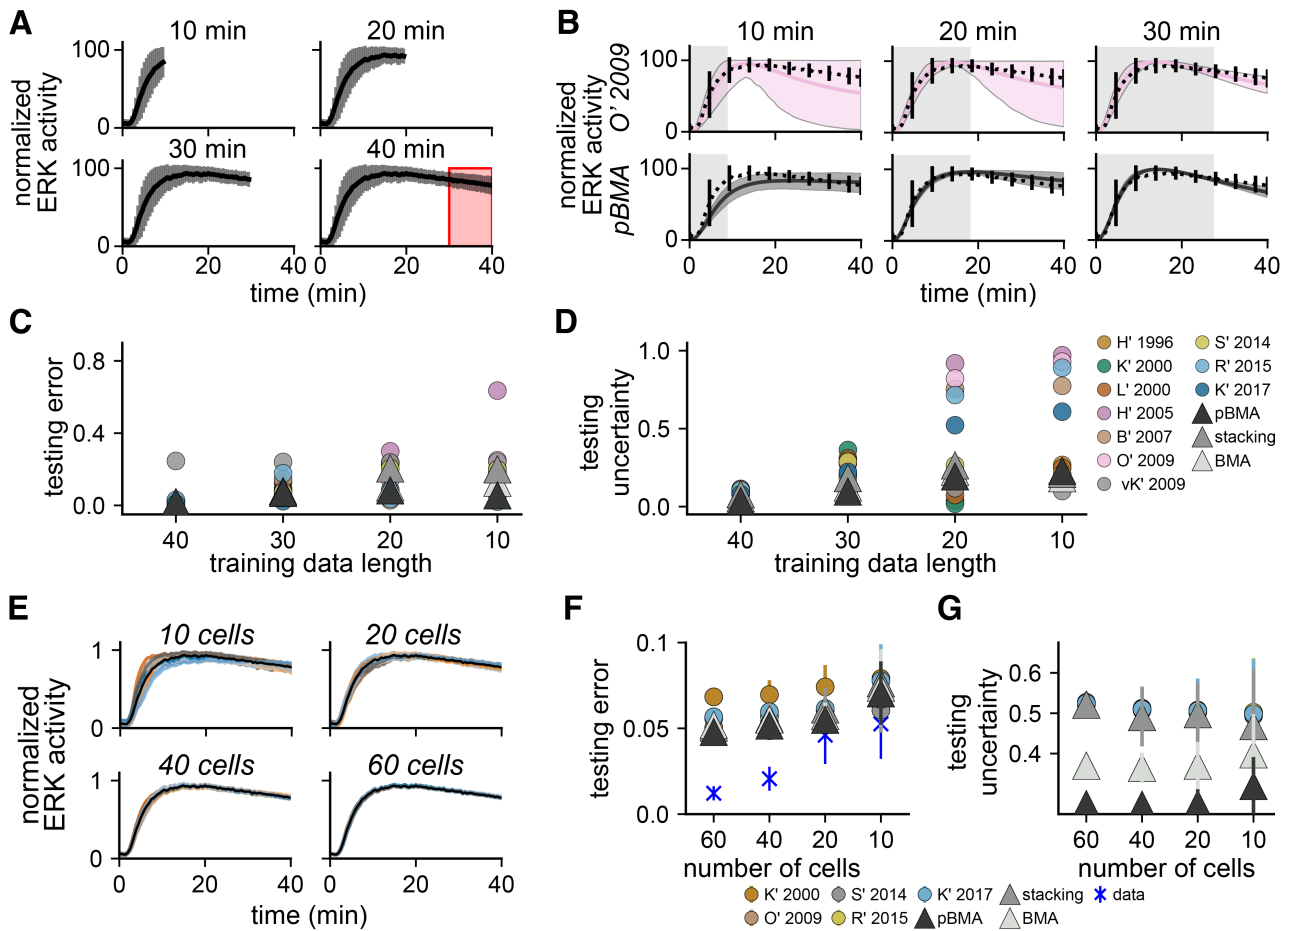 A
10 min
20 min
normalized
ERK activity
100
0
30 min
40 min
100
0
0
20
40
0
20
40
time (min)
B
10 min
20 min
30 min
normalized
ERK activity
O' 2009
pBMA
100
0
100
0
0
20
40
0
20
40
0
20
40
time (min)
C
testing error
0.8
0.4
0.0
40
30
20
10
training data length
D
testing
uncertainty
1.0
0.5
0.0
40
30
20
10
training data length
H' 1996
K' 2000
L' 2000
H' 2005
B' 2007
O' 2009
vK' 2009
S' 2014
R' 2015
K' 2017
pBMA
stacking
BMA
E
10 cells
20 cells
normalized
ERK activity
1
0
40 cells
60 cells
1
0
0
20
40
0
20
40
time (min)
F
testing error
0.1
0.05
0.0
60
40
20
10
number of cells
G
testing
uncertainty
0.6
0.5
0.4
60
40
20
10
number of cells
K' 2000
S' 2014
K' 2017
stacking
data
O' 2009
R' 2015
pBMA
BMA